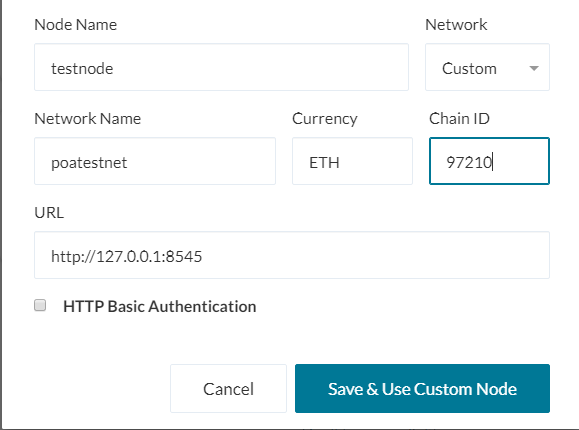 Node Name Network
testnode Custom
Network Name Currency Chain ID
poatestnet ETH 97210
URL
http://127.0.0.1:8545
HTTP Basic Authentication
Cancel Save & Use Custom Node